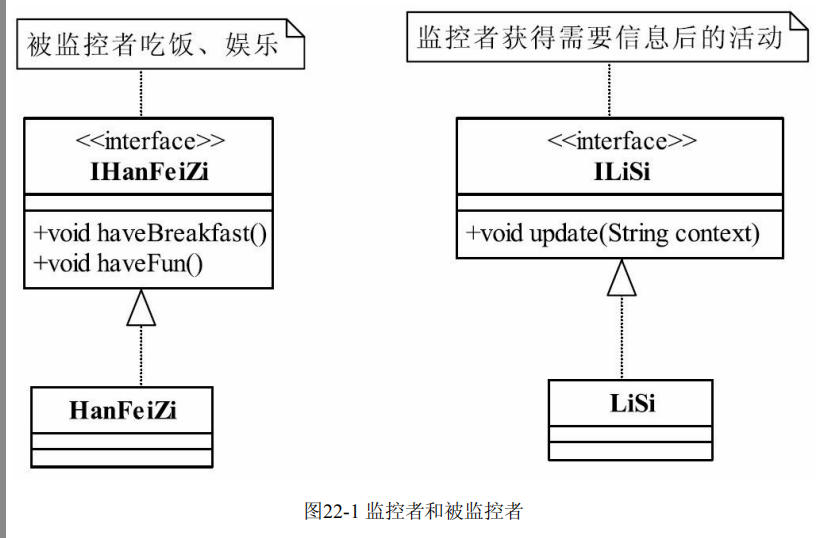 被监控者吃饭、娱乐
<<interface>>
IHanFeiZi
+void haveBreakfast()
+void haveFun()
HanFeiZi
监控者获得需要信息后的活动
<<interface>>
ILiSi
+void update(String context)
LiSi
图22-1 监控者和被监控者